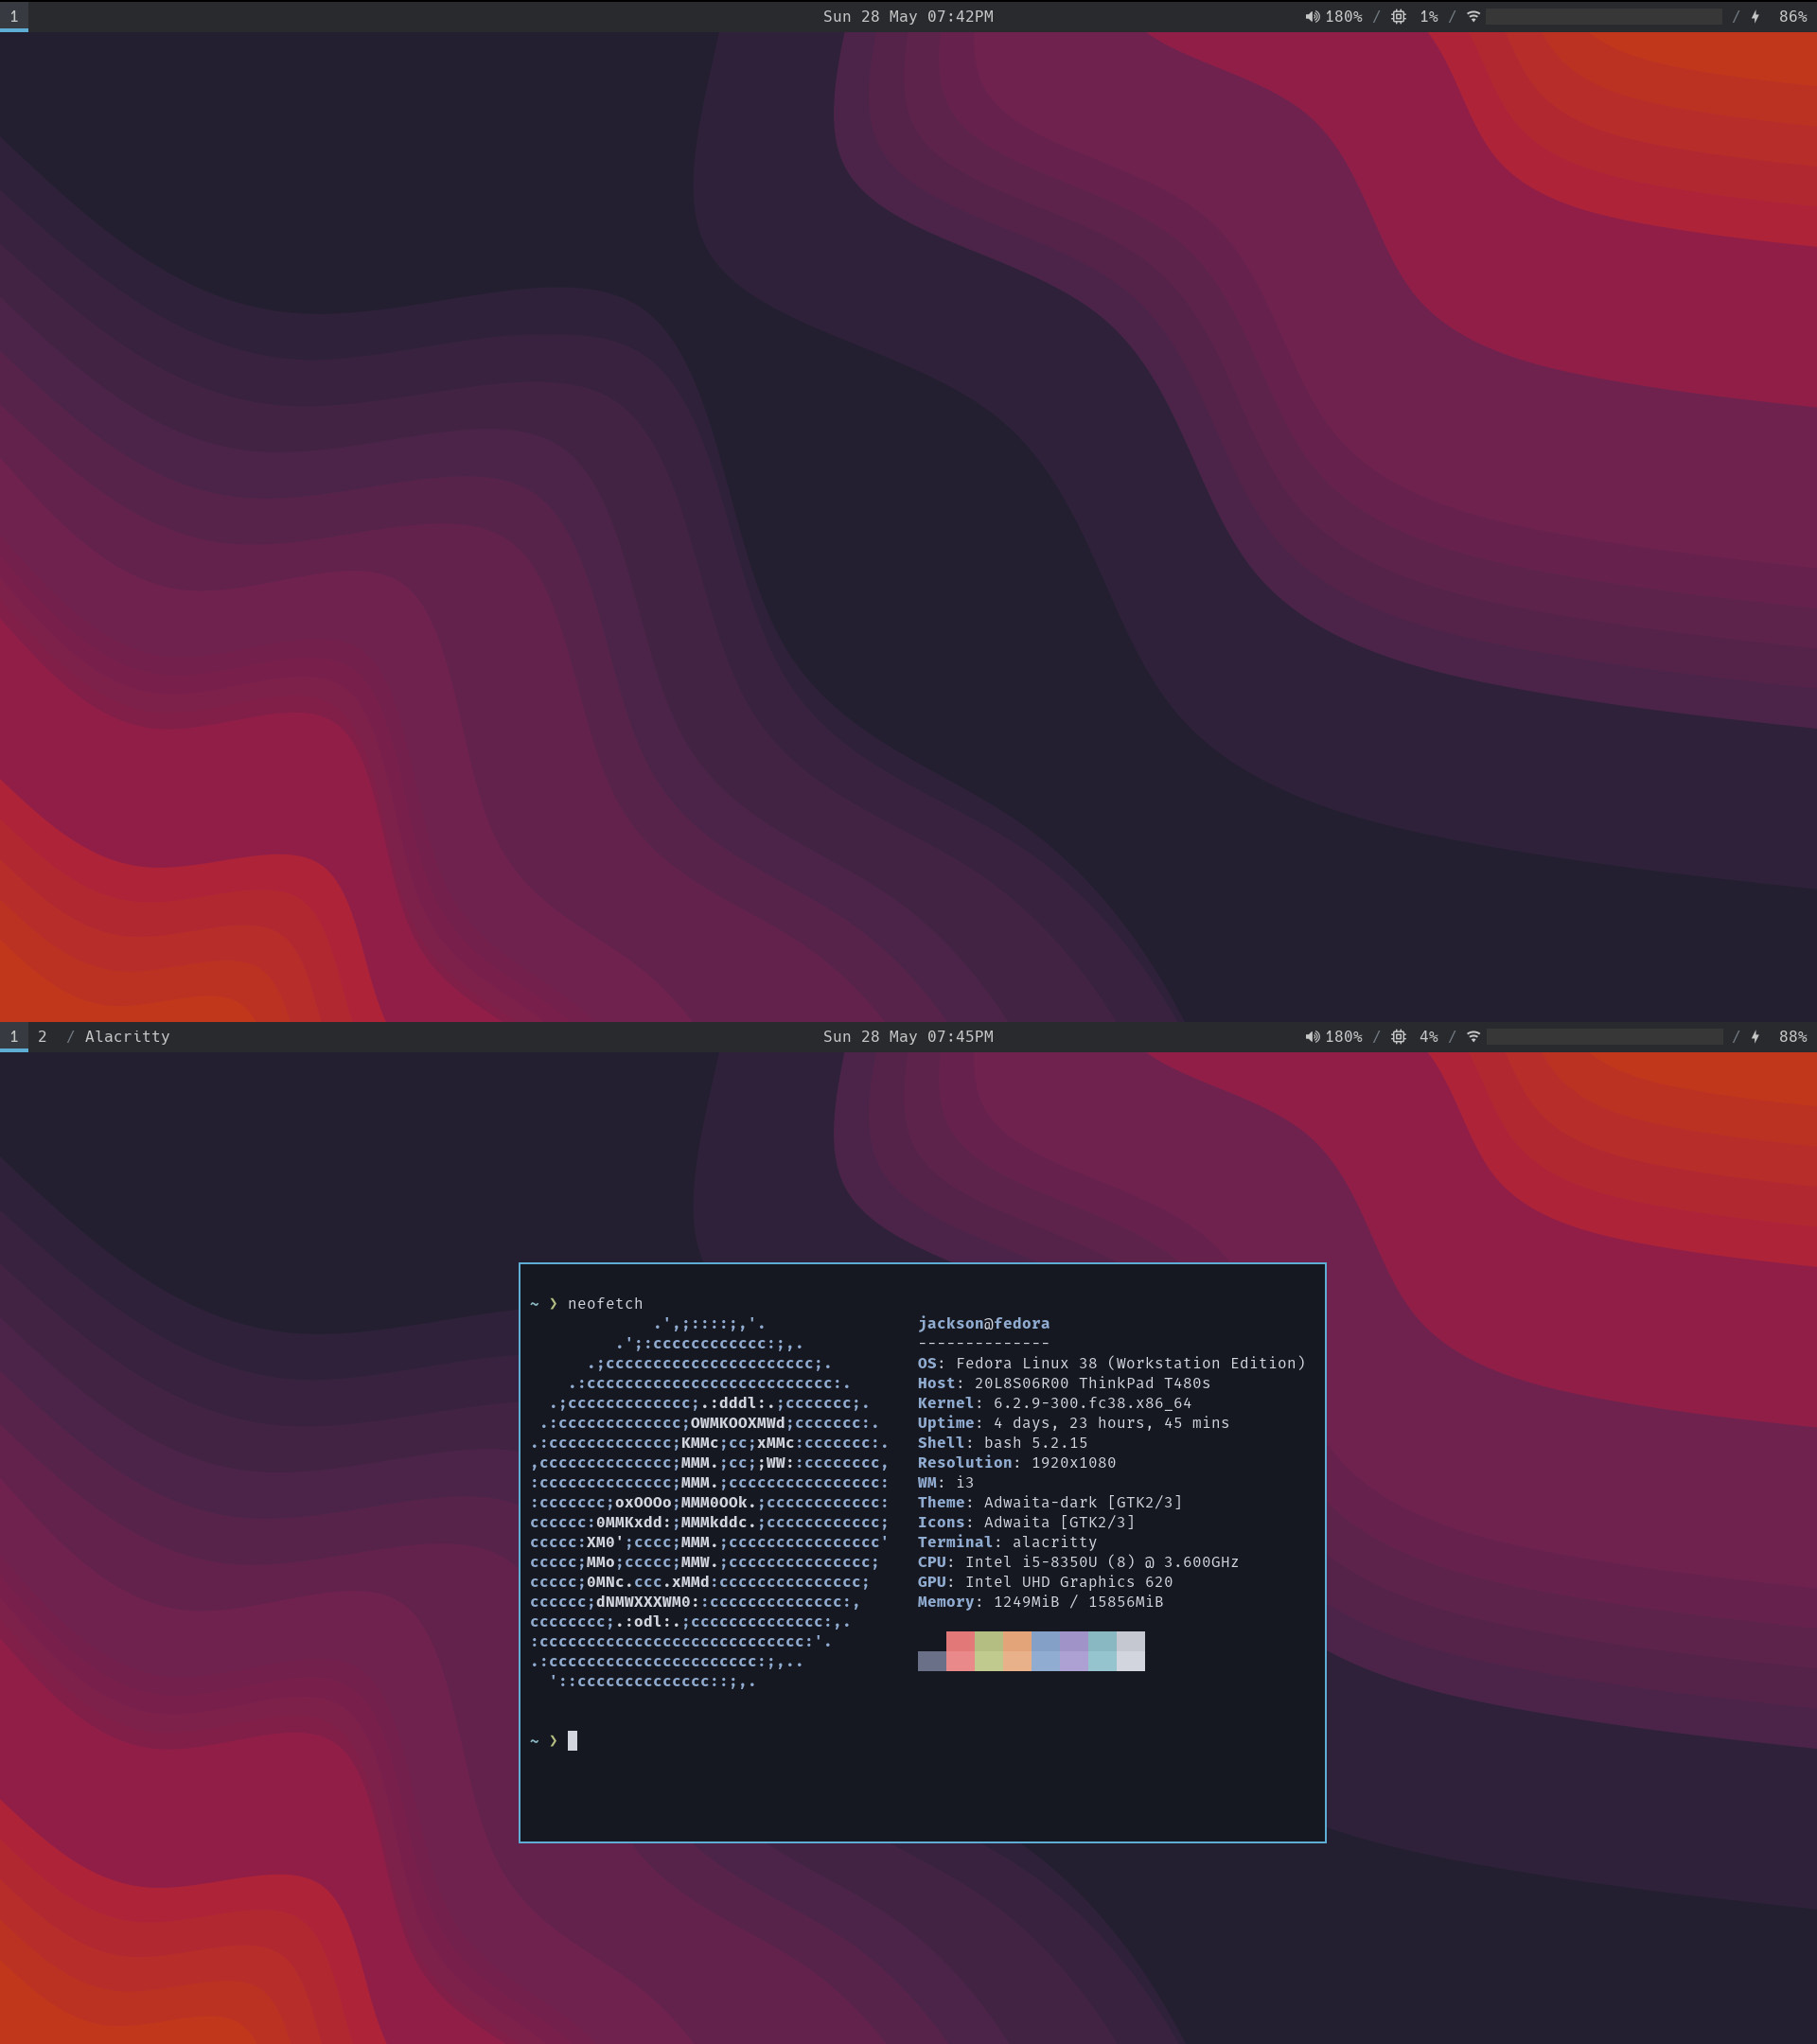 1 Sun 28 May 07:42PM 180% / 1% / / 86%
1 2 / Alacritty Sun 28 May 07:45PM 180% / 4% / / 88%
~ ❯ neofetch
.',;::::;,'. jackson@fedora
.';:cccccccccccc:;,. --------------
.;cccccccccccccccccccccc;. OS: Fedora Linux 38 (Workstation Edition)
.:cccccccccccccccccccccccccc:. Host: 20L8S06R00 ThinkPad T480s
.;ccccccccccccc;.:dddl:.;ccccccc;. Kernel: 6.2.9-300.fc38.x86_64
.:ccccccccccccc;OWMKOOXMWd;ccccccc:. Uptime: 4 days, 23 hours, 45 mins
.:ccccccccccccc;KMMc;cc;xMMc:ccccccc:. Shell: bash 5.2.15
,cccccccccccccc;MMM.;cc;;WW::cccccccc, Resolution: 1920x1080
:cccccccccccccc;MMM.;cccccccccccccccc: WM: i3
:ccccccc;oxOOOo;MMM0OOk.;cccccccccccc: Theme: Adwaita-dark [GTK2/3]
cccccc:0MMKxdd:;MMMkddc.;cccccccccccc; Icons: Adwaita [GTK2/3]
ccccc:XM0';cccc;MMM.;cccccccccccccccc' Terminal: alacritty
ccccc;MMo;ccccc;MMW.;ccccccccccccccc; CPU: Intel i5-8350U (8) @ 3.600GHz
ccccc;0MNc.ccc.xMMd:ccccccccccccccc; GPU: Intel UHD Graphics 620
cccccc;dNMWXXXWM0::cccccccccccccc:, Memory: 1249MiB / 15856MiB
cccccccc;.:odl:.;cccccccccccccc:,.
:cccccccccccccccccccccccccccc:'.
.:cccccccccccccccccccccc:;,..
'::cccccccccccccc::;,.
~ ❯